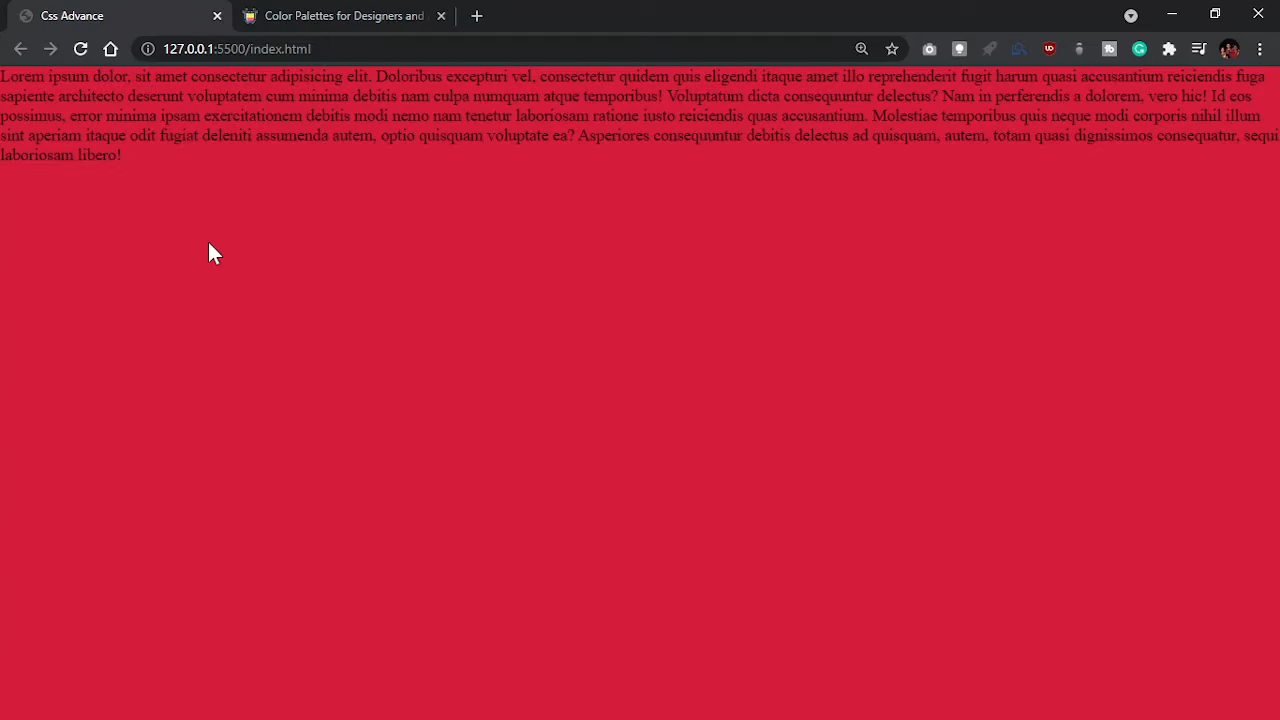 Css Advance
Color Palettes for Designers and
127.0.0.1:5500/index.html
Lorem ipsum dolor, sit amet consectetur adipisicing elit. Doloribus excepturi vel, consectetur quidem quis eligendi itaque amet illo reprehenderit fugit harum quasi accusantium reiciendis fuga
sapiente architecto deserunt voluptatem cum minima debitis nam culpa numquam atque temporibus! Voluptatum dicta consequuntur delectus? Nam in perferendis a dolorem, vero hic! Id eos
possimus, error minima ipsam exercitationem debitis modi nemo nam tenetur laboriosam ratione iusto reiciendis quas accusantium. Molestiae temporibus quis neque modi corporis nihil illum
sint aperiam itaque odit fugiat deleniti assumenda autem, optio quisquam voluptate ea? Asperiores consequuntur debitis delectus ad quisquam, autem, totam quasi dignissimos consequatur, sequi
laboriosam libero!